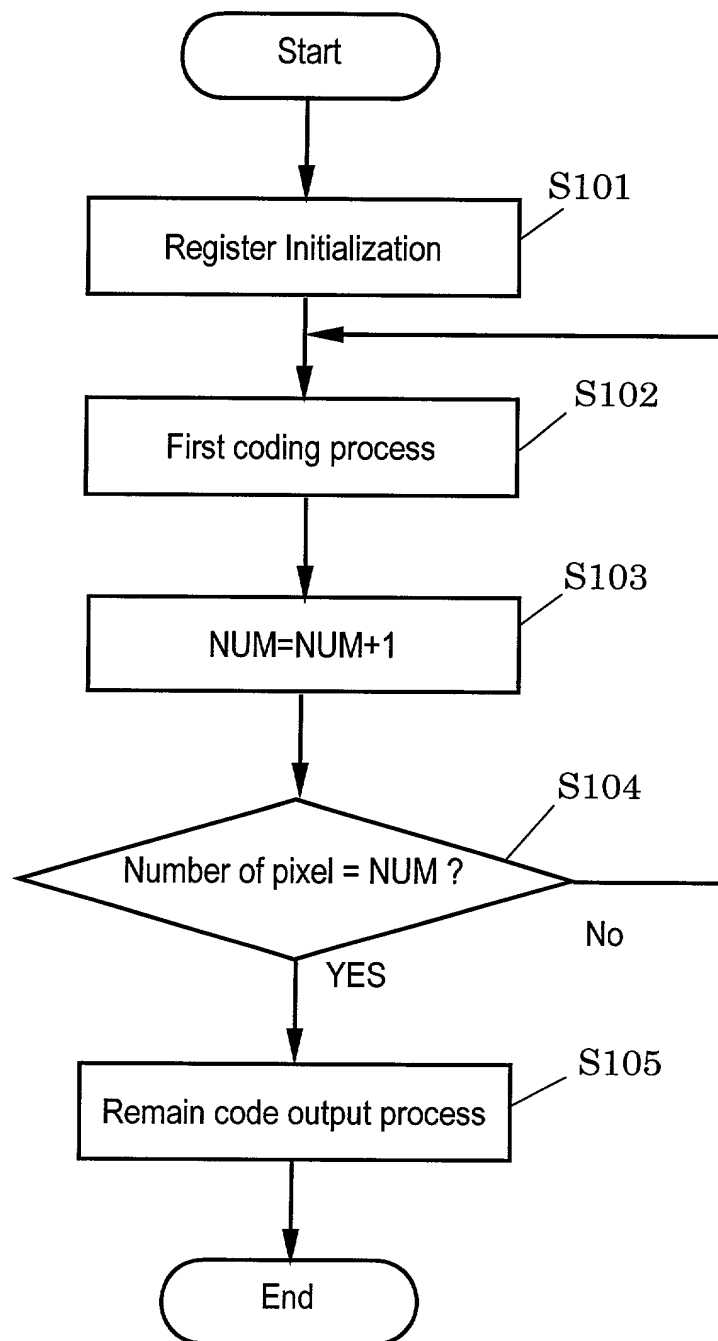 Start
S101
Register Initialization
S102
First coding process
S103
NUM=NUM+1
S104
Number of pixel = NUM ?
No
YES
S105
Remain code output process
End